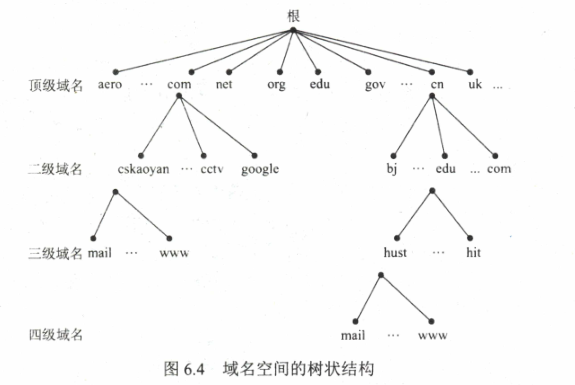 根
顶级域名 aero … com net org edu gov … cn uk …
二级域名 cskaoyan … cctv google bj … edu … com
三级域名 mail … www hust … hit
四级域名 mail … www
图 6.4 域名空间的树状结构